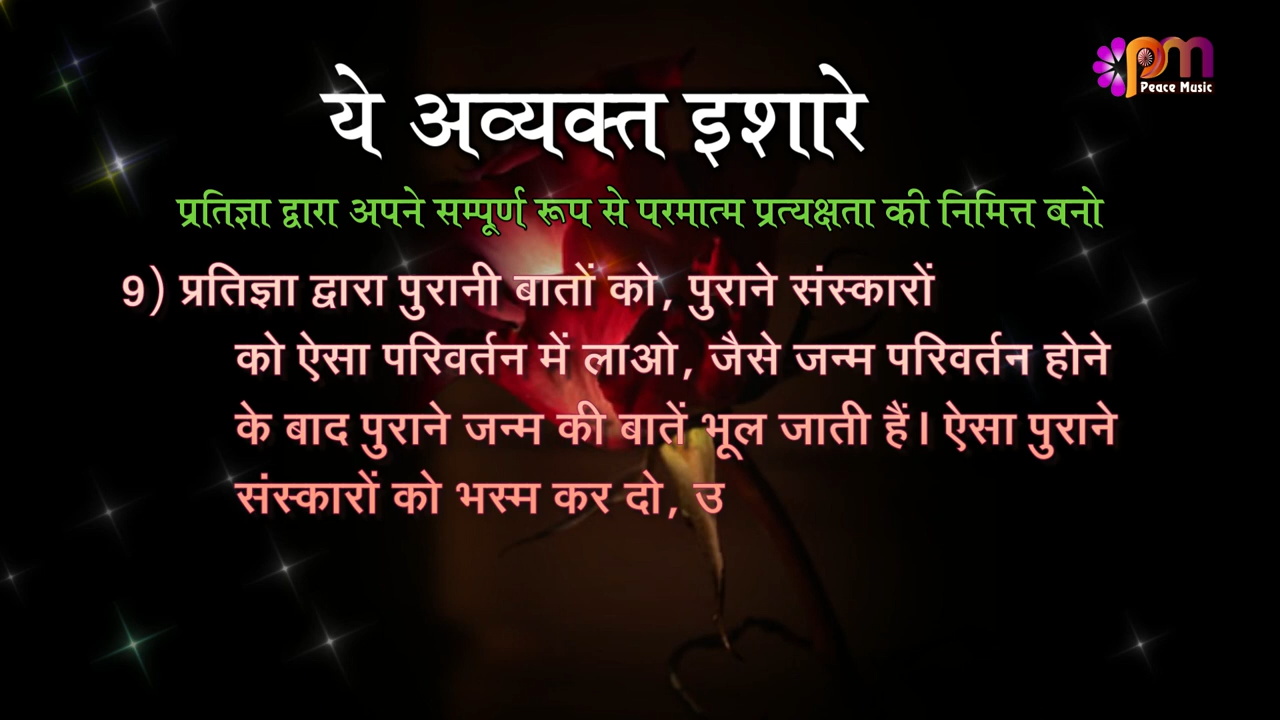 pm
Peace Music
ये अव्यक्त इशारे
प्रतिज्ञा द्वारा अपने सम्पूर्ण रूप से परमात्म प्रत्यक्षता की निमित्त बनो
9) प्रतिज्ञा द्वारा पुरानी बातों को, पुराने संस्कारों
को ऐसा परिवर्तन में लाओ, जैसे जन्म परिवर्तन होने
के बाद पुराने जन्म की बातें भूल जाती हैं। ऐसा पुराने
संस्कारों को भस्म कर दो, उ